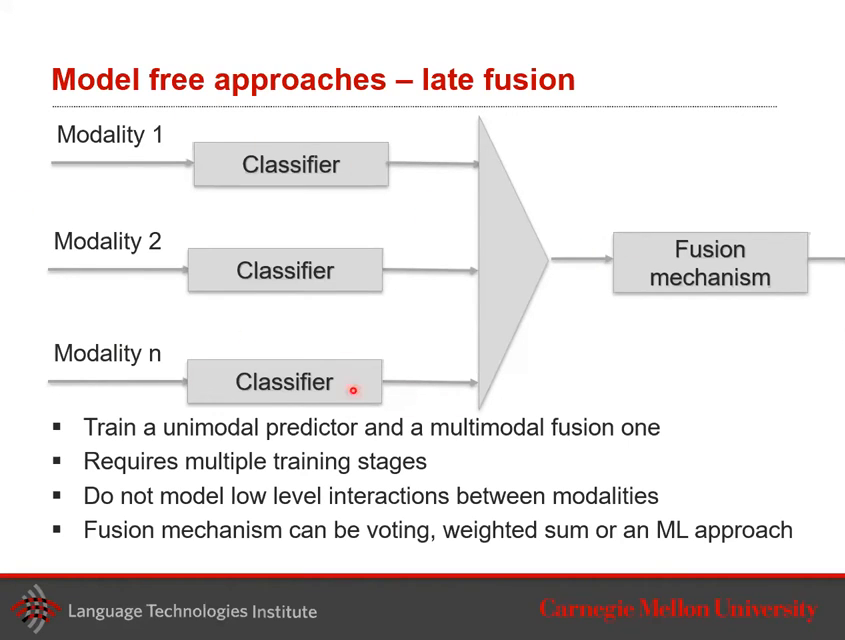 Model free approaches – late fusion
Modality 1
Classifier
Modality 2
Classifier
Modality n
Classifier
Fusion
mechanism
▪ Train a unimodal predictor and a multimodal fusion one
▪ Requires multiple training stages
▪ Do not model low level interactions between modalities
▪ Fusion mechanism can be voting, weighted sum or an ML approach
Language Technologies Institute
Carnegie Mellon University